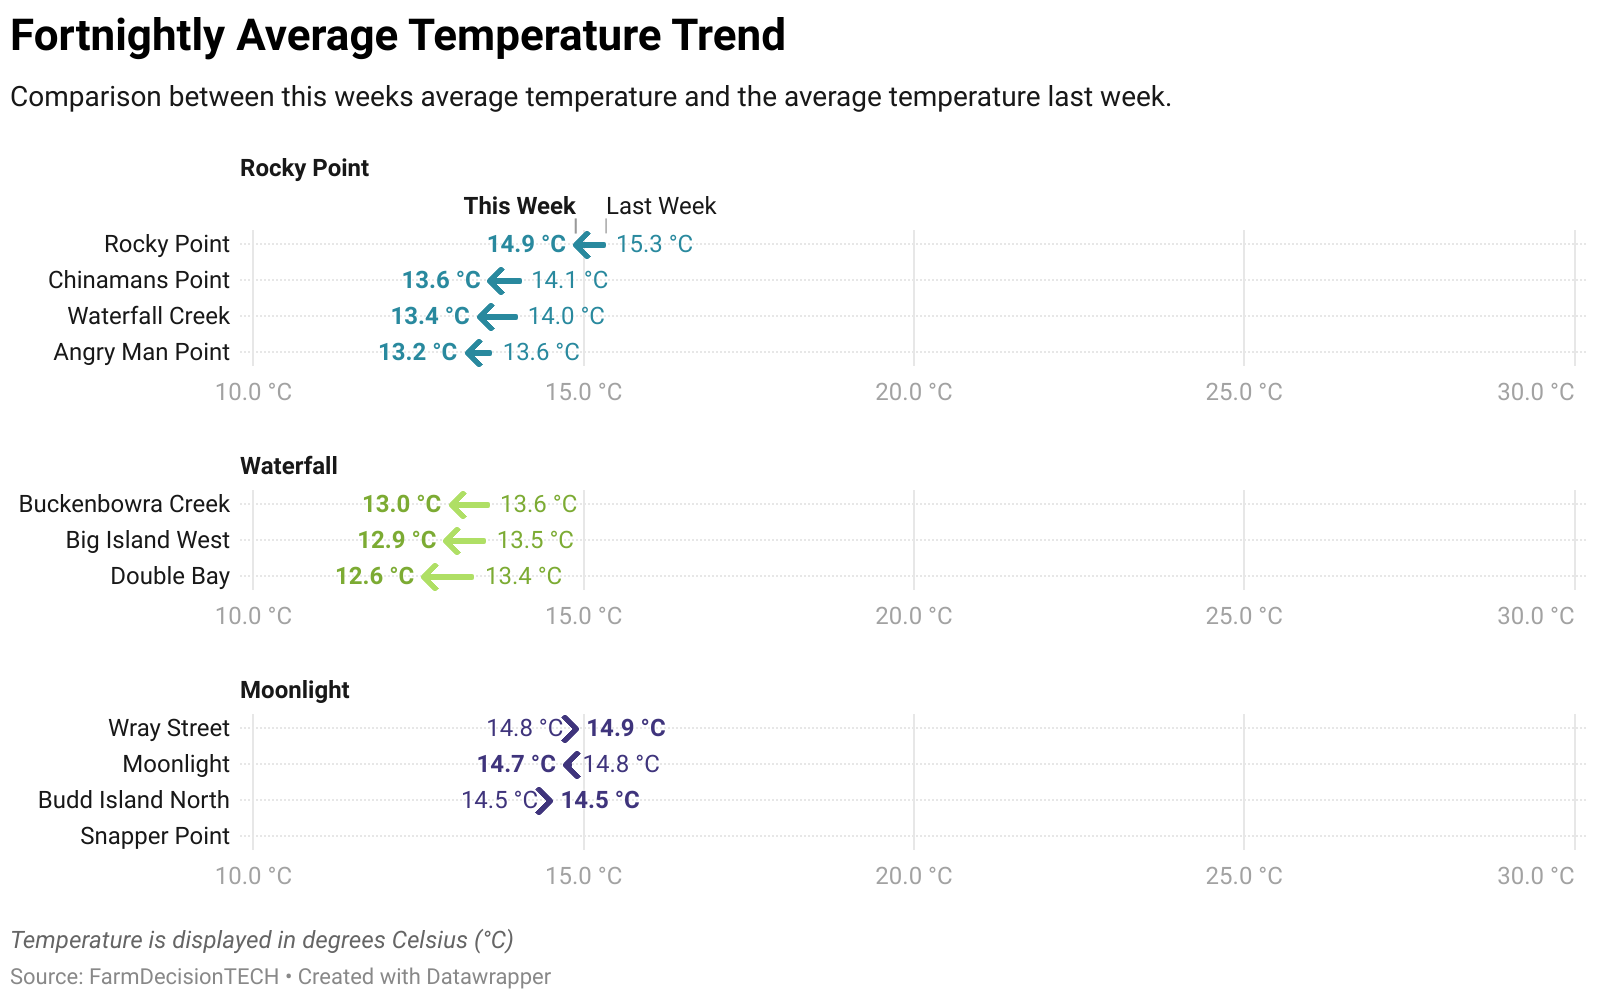 Fortnightly Average Temperature Trend
Comparison between this weeks average temperature and the average temperature last week.
Rocky Point
This Week Last Week
Rocky Point 14.9 °C 15.3 °C
Chinamans Point 13.6 °C 14.1 °C
Waterfall Creek 13.4 °C 14.0 °C
Angry Man Point 13.2 °C 13.6 °C
10.0 °C 15.0 °C 20.0 °C 25.0 °C 30.0 °C
Waterfall
Buckenbowra Creek 13.0 °C 13.6 °C
Big Island West 12.9 °C 13.5 °C
Double Bay 12.6 °C 13.4 °C
10.0 °C 15.0 °C 20.0 °C 25.0 °C 30.0 °C
Moonlight
Wray Street 14.8 °C 14.9 °C
Moonlight 14.7 °C 14.8 °C
Budd Island North 14.5 °C 14.5 °C
Snapper Point
10.0 °C 15.0 °C 20.0 °C 25.0 °C 30.0 °C
Temperature is displayed in degrees Celsius (°C)
Source: FarmDecisionTECH • Created with Datawrapper